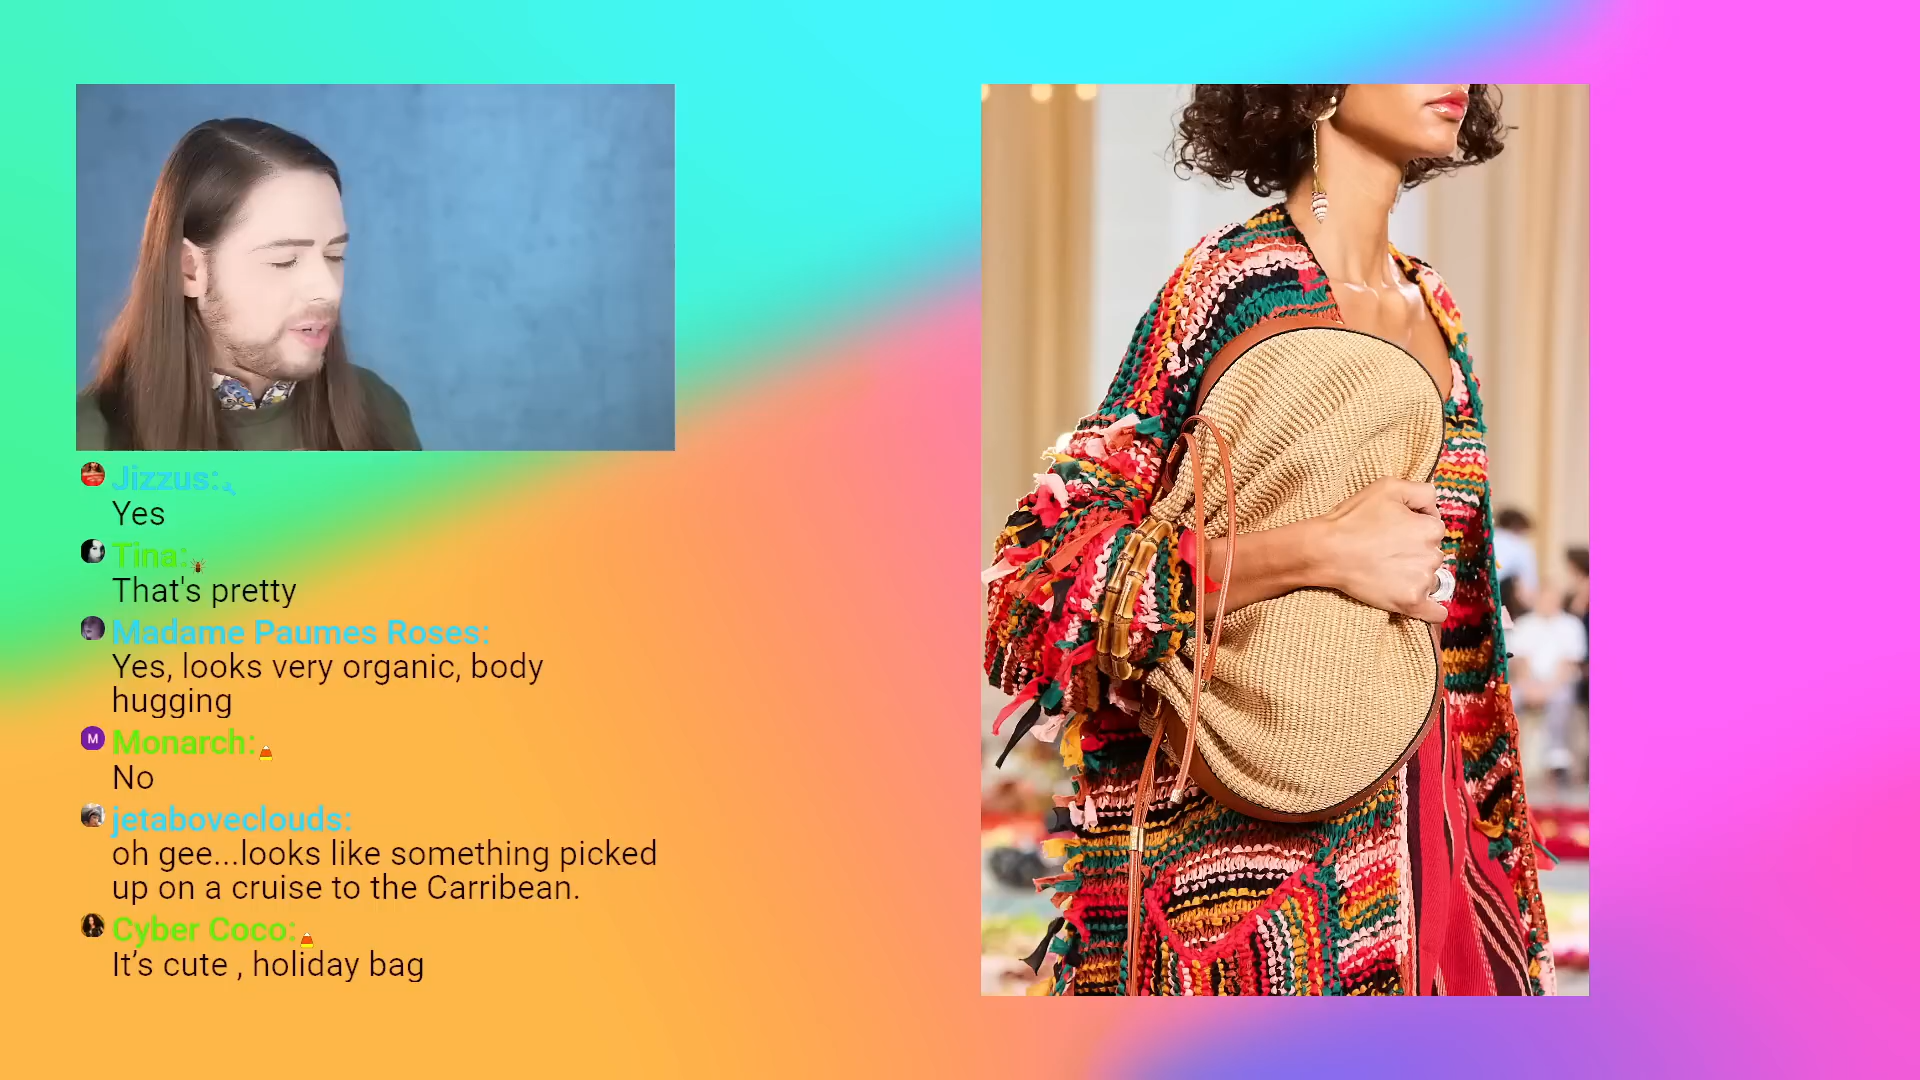 Jizzus:
Yes
Tina:
That's pretty
Madame Paumes Roses:
Yes, looks very organic, body
hugging
M
Monarch:
No
jetaboveclouds:
oh gee...looks like something picked
up on a cruise to the Carribean.
Cyber Coco:
It’s cute , holiday bag